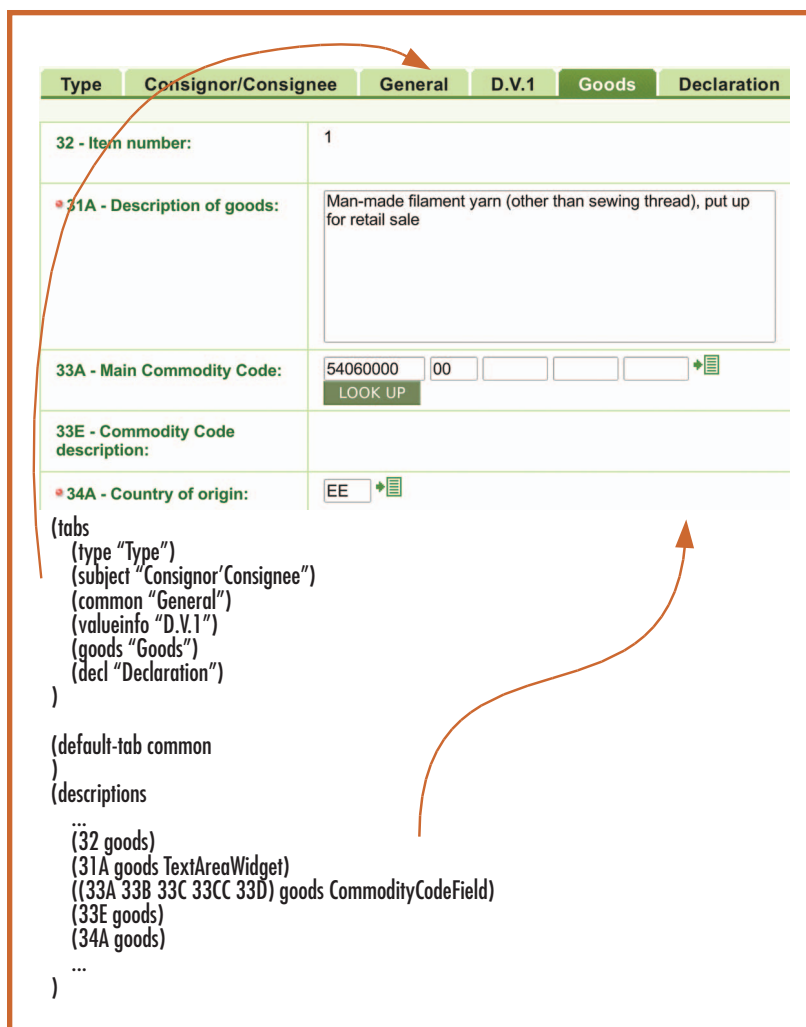 Type Consignor/Consignee General D.V.1 Goods Declaration
32 - Item number: 1
31A - Description of goods: Man-made filament yarn (other than sewing thread), put up
for retail sale
33A - Main Commodity Code: 54060000 00
LOOK UP
33E - Commodity Code
description:
34A - Country of origin: EE
(tabs
(type “Type”)
(subject “Consignor’Consignee”)
(common “General”)
(valueinfo “D.V.1”)
(goods “Goods”)
(decl “Declaration”)
)
(default-tab common
)
(descriptions
...
(32 goods)
(31A goods TextAreaWidget)
((33A 33B 33C 33CC 33D) goods CommodityCodeField)
(33E goods)
(34A goods)
...
)